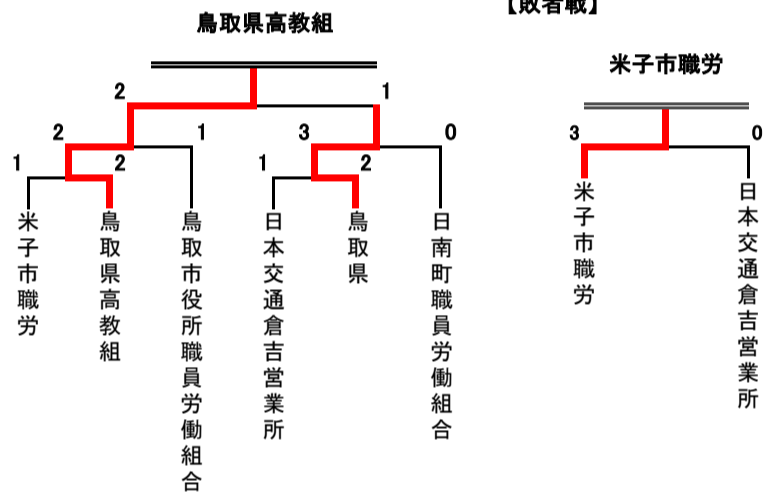 【敗者戦】
鳥取県高教組
米子市職労
2
1
2
1
3
0
3
0
1
2
1
2
米子市職労
鳥取県高教組
鳥取市役所職員労働組合
日本交通倉吉営業所
鳥取県
日南町職員労働組合
米子市職労
日本交通倉吉営業所